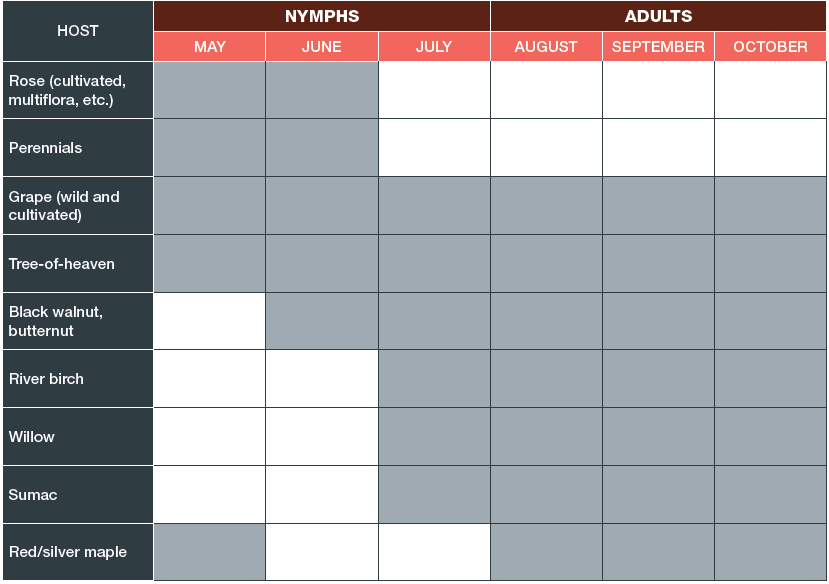 HOST
NYMPHS
ADULTS
MAY
JUNE
JULY
AUGUST
SEPTEMBER
OCTOBER
Rose (cultivated,
multiflora, etc.)
Perennials
Grape (wild and
cultivated)
Tree-of-heaven
Black walnut,
butternut
River birch
Willow
Sumac
Red/silver maple